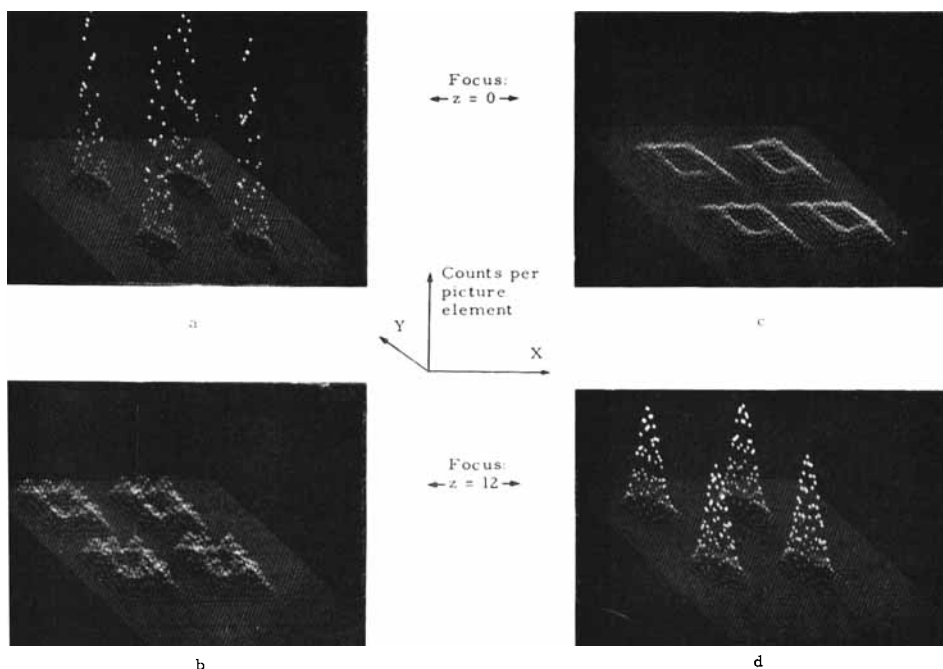 Focus:
z = 0
a
c
Counts per
picture
element
Y
X
Focus:
z = 12
b
d